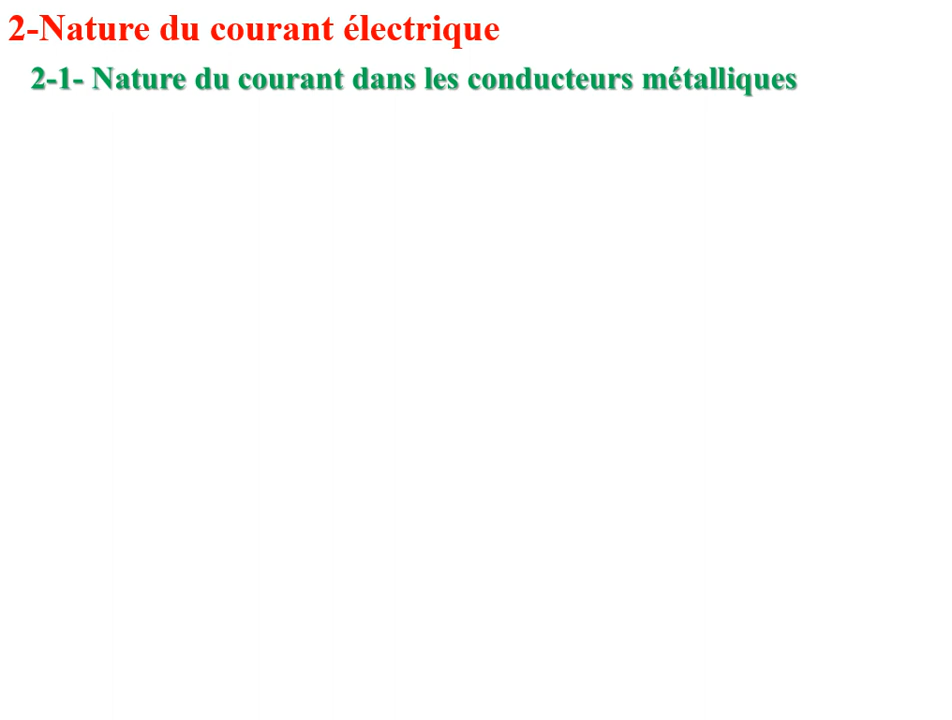 2-Nature du courant électrique
2-1- Nature du courant dans les conducteurs métalliques